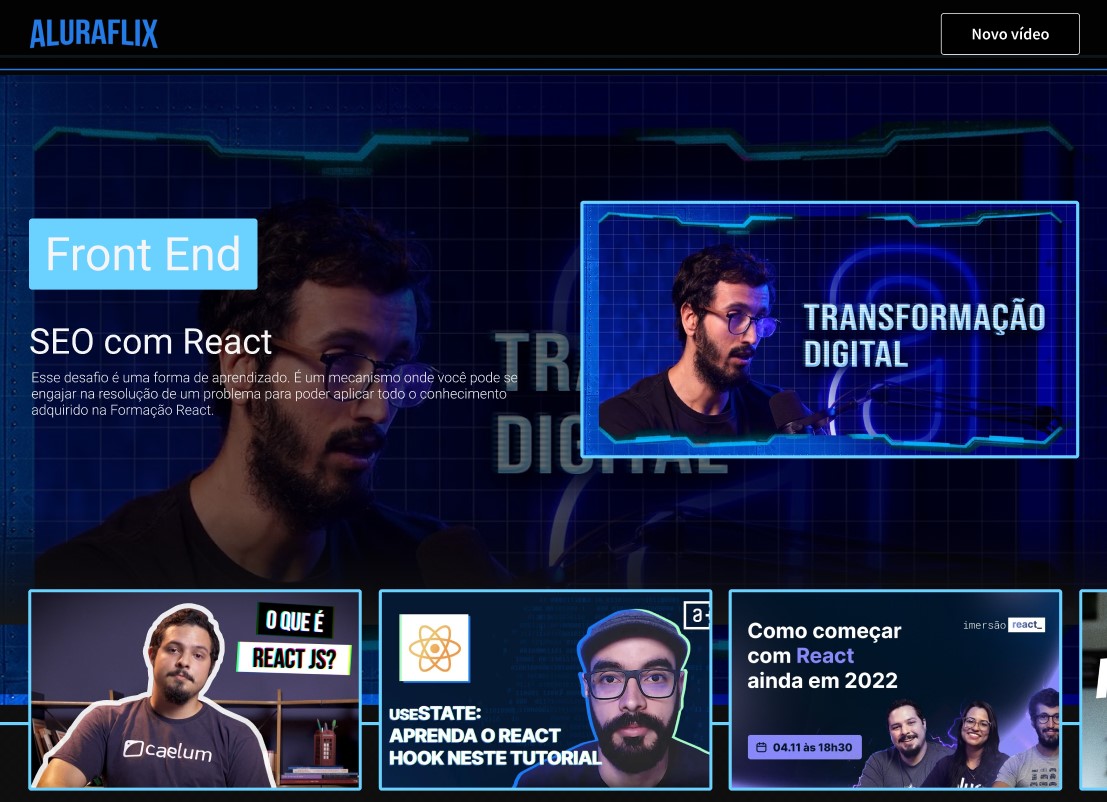 ALURAFLIX
Novo vídeo
Front End
SEO com React
Esse desafio é uma forma de aprendizado. É um mecanismo onde você pode se
engajar na resolução de um problema para poder aplicar todo o conhecimento
adquirido na Formação React.
TRANSFORMAÇÃO
DIGITAL
O QUE É
REACT JS?
caelum
a
USESTATE:
APRENDA O REACT
HOOK NESTE TUTORIAL
Como começar
com React
ainda em 2022
imersão react_
04.11 às 18h30